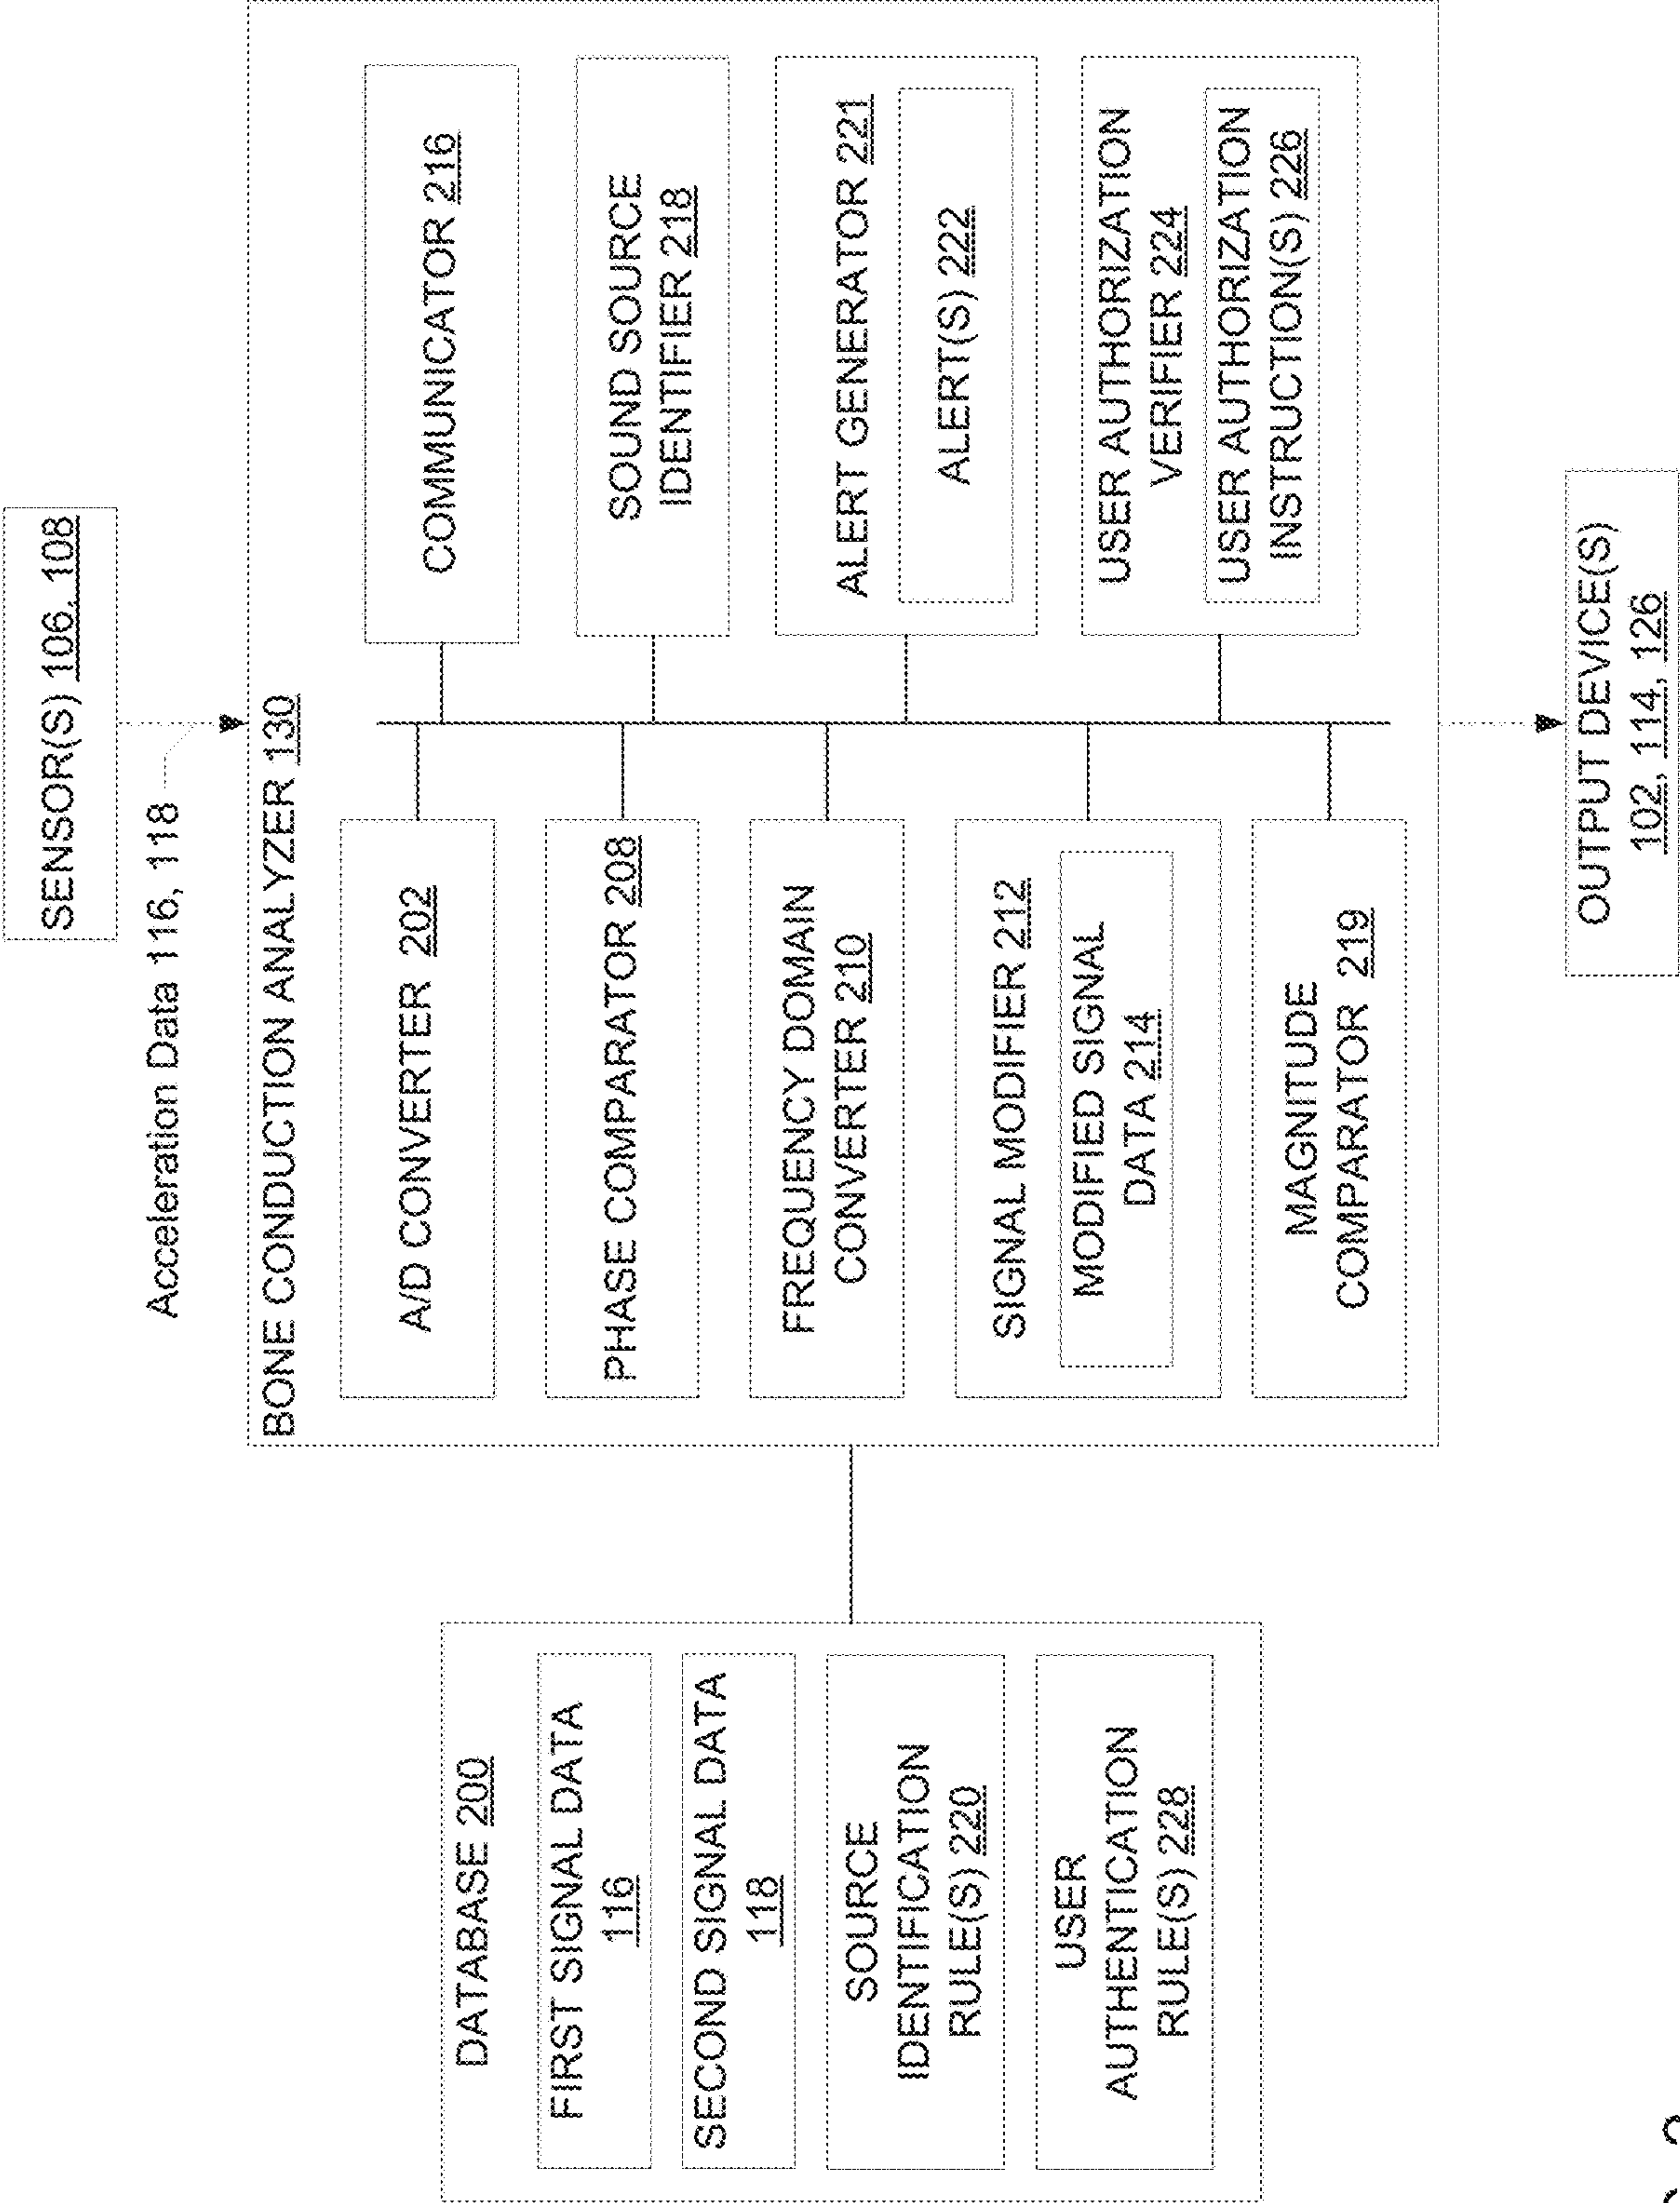 SENSOR(S) 106, 108
Acceleration Data 116, 118
BONE CONDUCTION ANALYZER 130
A/D CONVERTER 202
PHASE COMPARATOR 208
FREQUENCY DOMAIN
CONVERTER 210
SIGNAL MODIFIER 212
MODIFIED SIGNAL
DATA 214
MAGNITUDE
COMPARATOR 219
COMMUNICATOR 216
SOUND SOURCE
IDENTIFIER 218
ALERT GENERATOR 221
ALERT(S) 222
USER AUTHORIZATION
VERIFIER 224
USER AUTHORIZATION
INSTRUCTION(S) 226
DATABASE 200
FIRST SIGNAL DATA
116
SECOND SIGNAL DATA
118
SOURCE
IDENTIFICATION
RULE(S) 220
USER
AUTHENTICATION
RULE(S) 228
OUTPUT DEVICE(S)
102, 114, 126